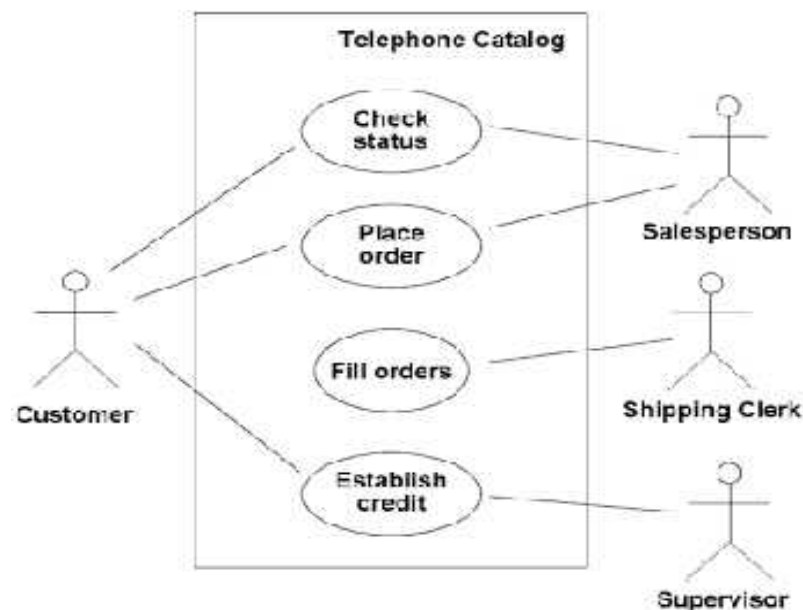 Telephone Catalog
Check
status
Place
order
Salesperson
Fill orders
Customer
Shipping Clerk
Establish
credit
Supervisor